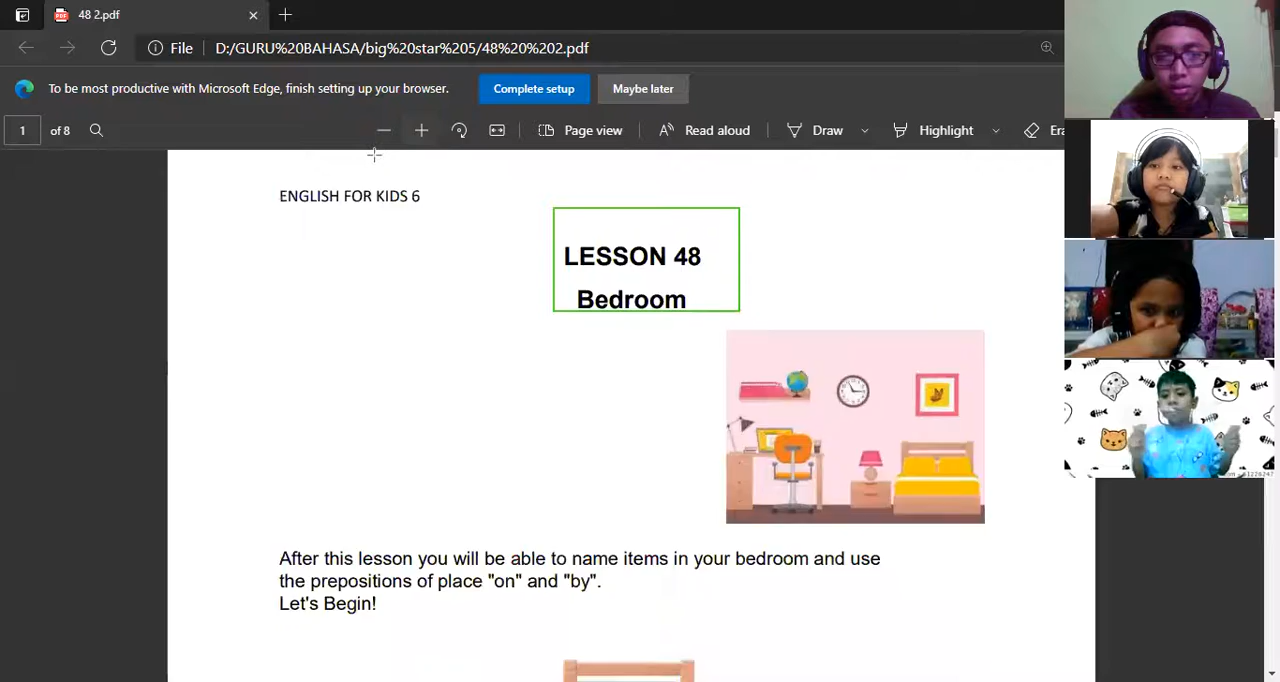 48 2.pdf
File
D:/GURU%20BAHASA/big%20star%205/48%20%202.pdf
To be most productive with Microsoft Edge, finish setting up your browser.
Complete setup
Maybe later
1 of 8
Page view
Read aloud
Draw
Highlight
Era
ENGLISH FOR KIDS 6
LESSON 48
Bedroom
After this lesson you will be able to name items in your bedroom and use
the prepositions of place "on" and "by".
Let's Begin!